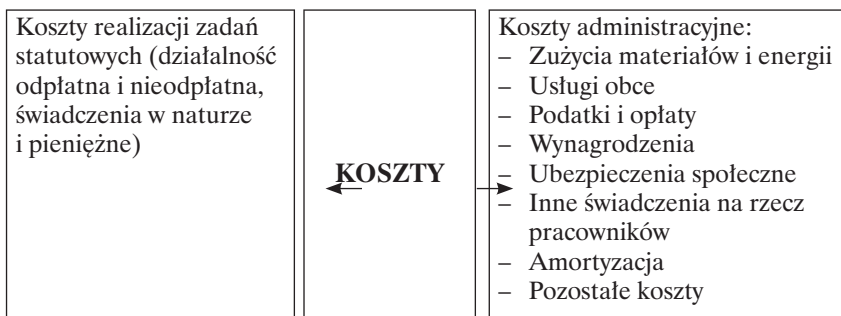 Koszty realizacji zadań
statutowych (działalność
odpłatna i nieodpłatna,
świadczenia w naturze
i pieniężne)
KOSZTY
Koszty administracyjne:
– Zużycia materiałów i energii
– Usługi obce
– Podatki i opłaty
– Wynagrodzenia
– Ubezpieczenia społeczne
– Inne świadczenia na rzecz
pracowników
– Amortyzacja
– Pozostałe koszty